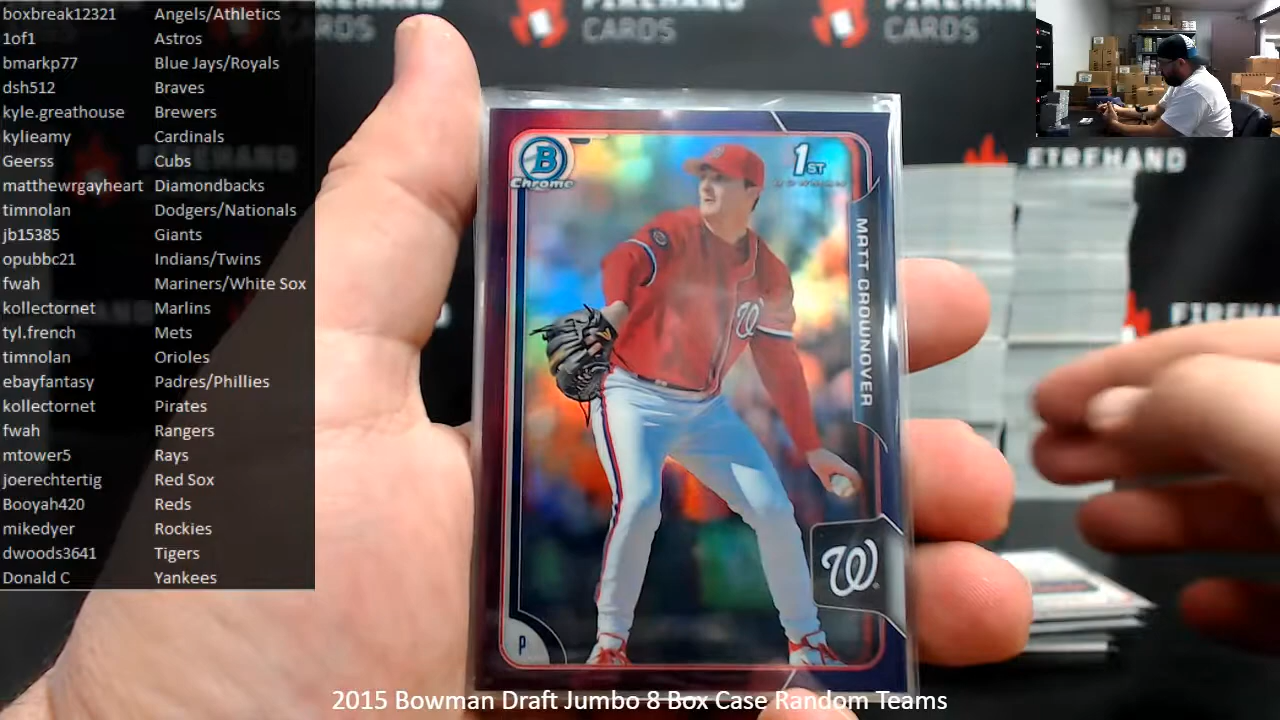 boxbreak12321 Angels/Athletics
1of1 Astros
bmarkp77 Blue Jays/Royals
dsh512 Braves
kyle.greathouse Brewers
kylieamy Cardinals
Geerss Cubs
matthewrgayheart Diamondbacks
timnolan Dodgers/Nationals
jb15385 Giants
opubbc21 Indians/Twins
fwah Mariners/White Sox
kollectornet Marlins
tyl.french Mets
timnolan Orioles
ebayfantasy Padres/Phillies
kollectornet Pirates
fwah Rangers
mtower5 Rays
joerechtertig Red Sox
Booyah420 Reds
mikedyer Rockies
dwoods3641 Tigers
Donald C Yankees
CARDS
FIREHAND
CARDS
FIREHAND
CARDS
FIREHAND
FIREHAND
B
Chrome
1ST
BOWMAN
MATT CROWNOVER
W
W
P
2015 Bowman Draft Jumbo 8 Box Case Random Teams